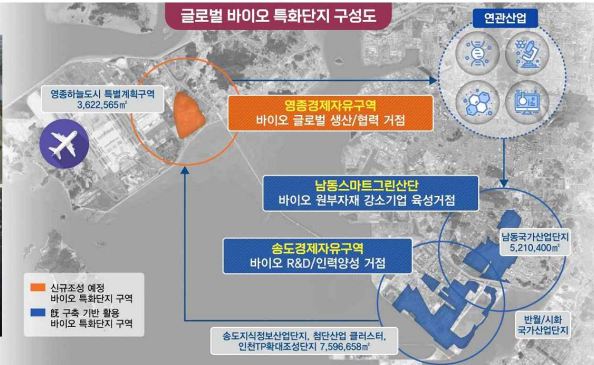 글로벌 바이오 특화단지 구성도
연관산업
영종하늘도시 특별계획구역
3,622,565㎡
영종경제자유구역
바이오 글로벌 생산/협력 거점
남동스마트그린산단
바이오 원부자재 강소기업 육성거점
남동국가산업단지
5,210,400㎡
송도경제자유구역
바이오 R&D/인력양성 거점
신규조성 예정
바이오 특화단지 구역
旣 구축 기반 활용
바이오 특화단지 구역
반월/시화
국가산업단지
송도지식정보산업단지, 첨단산업 클러스터,
인천TP확대조성단지 7,596,658㎡